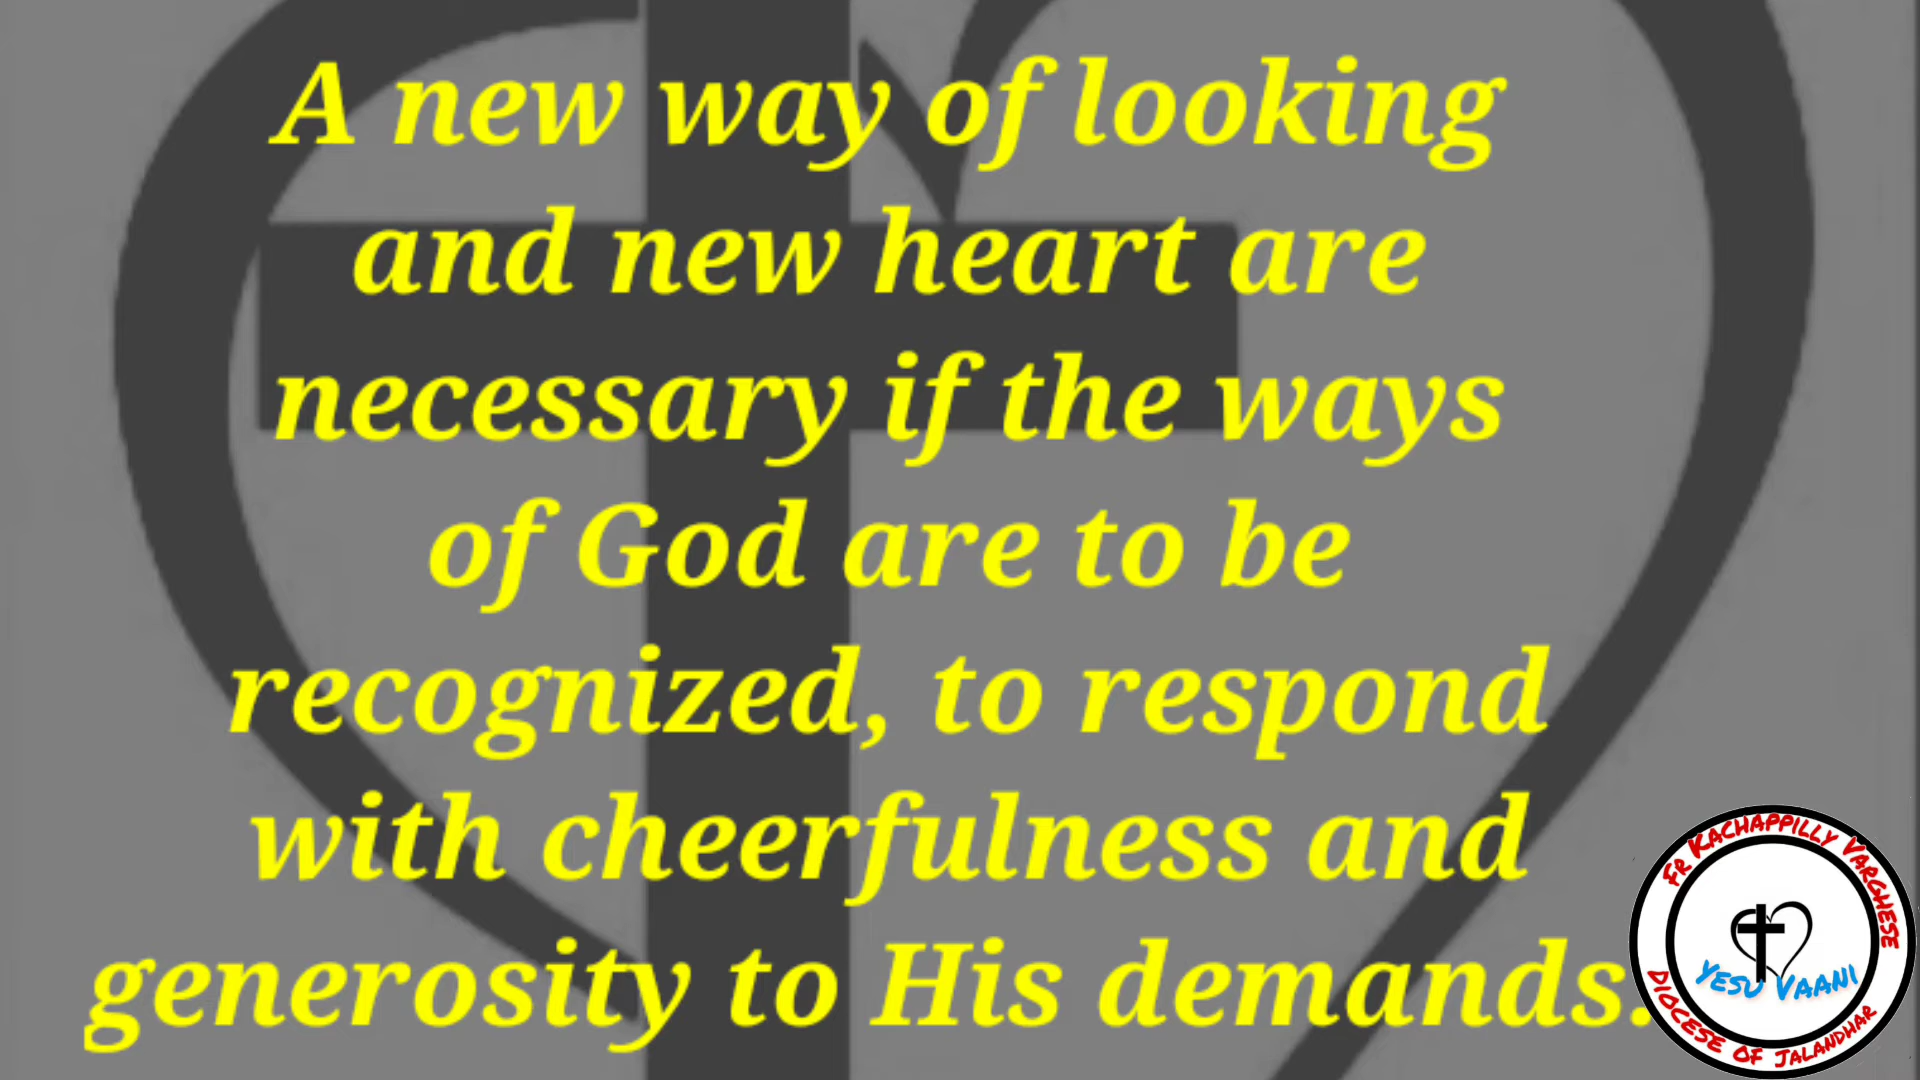 A new way of looking
and new heart are
necessary if the ways
of God are to be
recognized, to respond
with cheerfulness and
generosity to His demands.
FR KACHAPPILLY VARGHESE
YESU VAANI
DIOCESE OF JALANDHAR